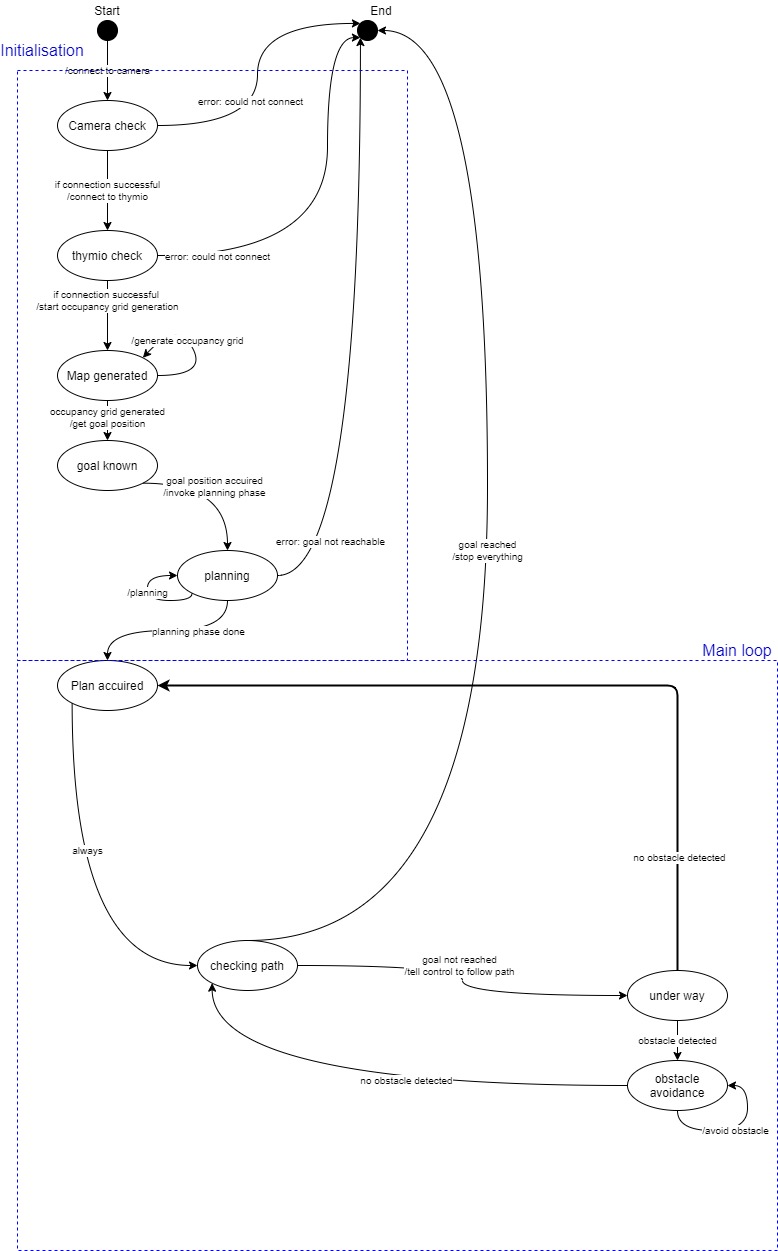 Start
End
Initialisation
/connect to camera
error: could not connect
Camera check
if connection successful
/connect to thymio
thymio check
error: could not connect
if connection successful
/start occupancy grid generation
/generate occupancy grid
Map generated
occupancy grid generated
/get goal position
goal known
goal position accuired
/invoke planning phase
error: goal not reachable
goal reached
/stop everything
planning
/planning
planning phase done
Main loop
Plan accuired
always
no obstacle detected
goal not reached
/tell control to follow path
checking path
under way
obstacle detected
no obstacle detected
obstacle
avoidance
/avoid obstacle